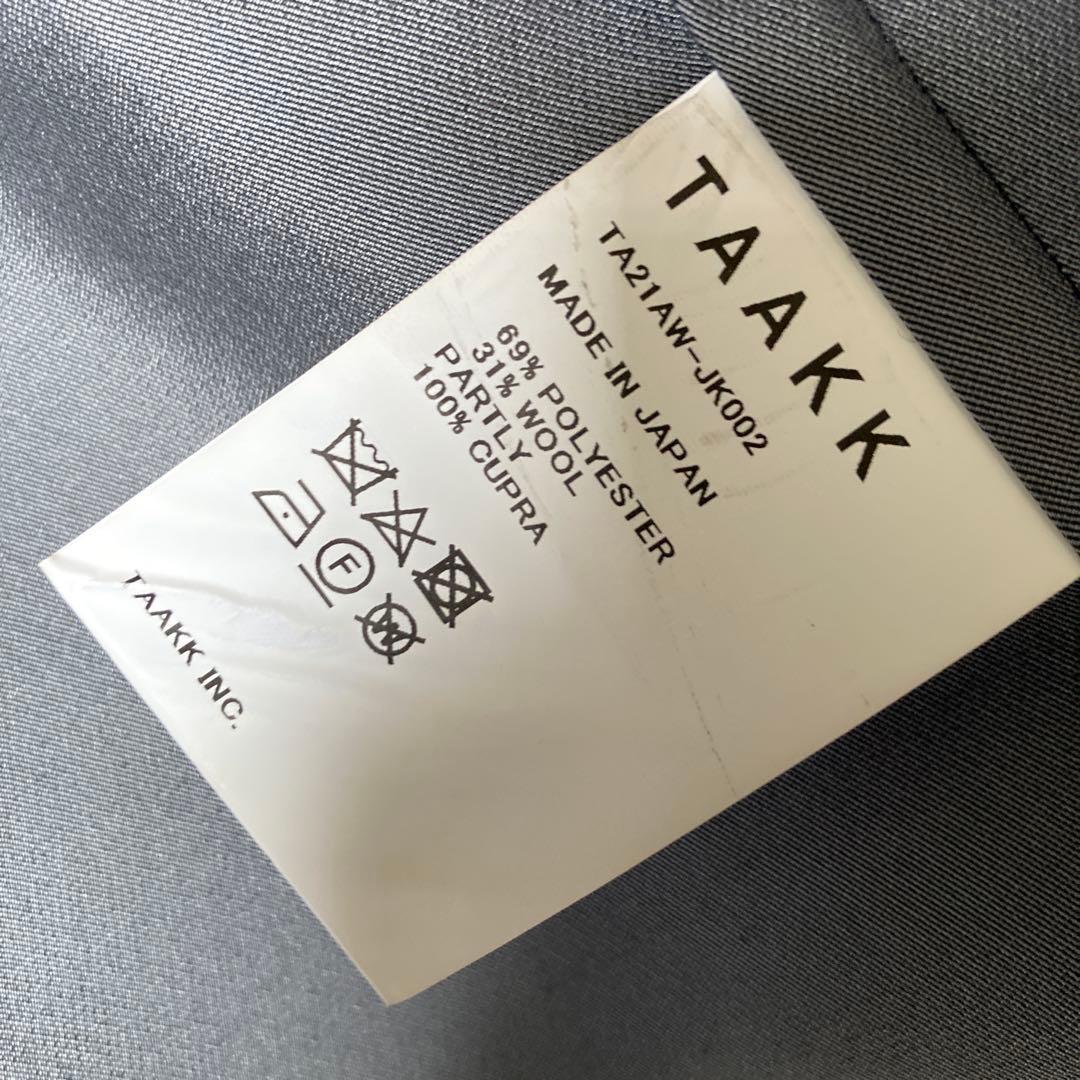 TAAKK
TA21AW-JK002
MADE IN JAPAN
69% POLYESTER
31% WOOL
PARTLY
100% CUPRA
F
W
TAAKK INC.